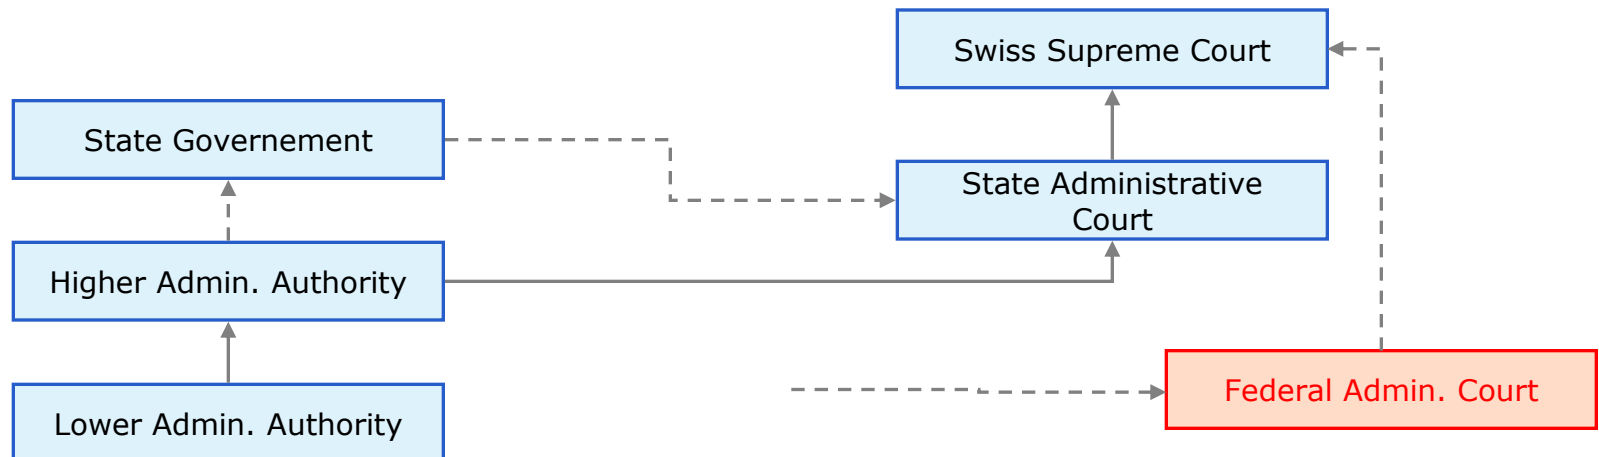 Swiss Supreme Court
State Governement
State Administrative
Court
Higher Admin. Authority
Federal Admin. Court
Lower Admin. Authority